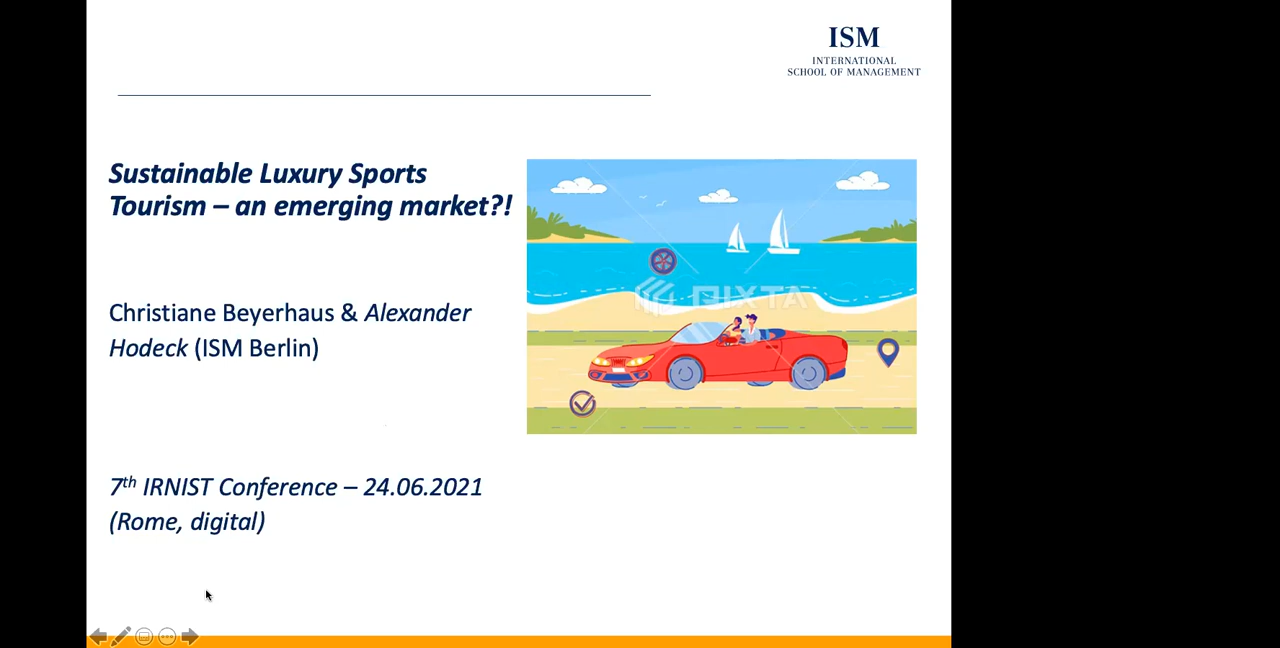 ISM
INTERNATIONAL
SCHOOL OF MANAGEMENT
Sustainable Luxury Sports
Tourism – an emerging market?!
PIXTA
Christiane Beyerhaus & Alexander
Hodeck (ISM Berlin)
7th IRNIST Conference – 24.06.2021
(Rome, digital)